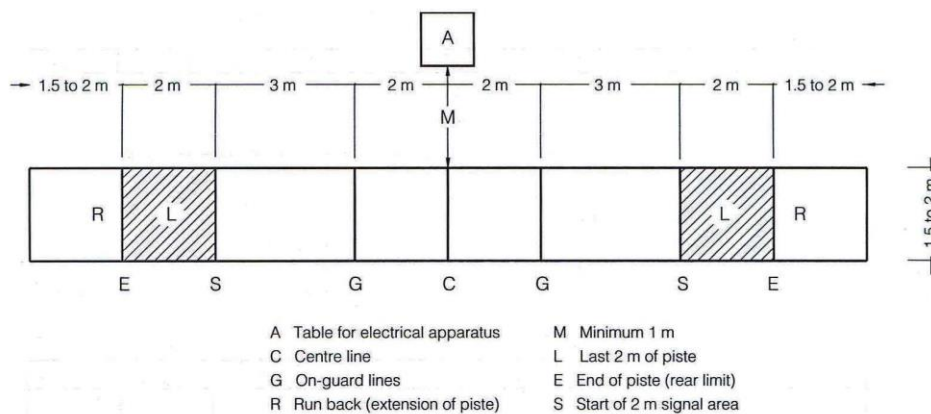 A
1.5 to 2 m 2 m 3 m 2 m 2 m 3 m 2 m 1.5 to 2 m
M
1.5 to 2 m
R L L R
E S G C G S E
A Table for electrical apparatus
C Centre line
G On-guard lines
R Run back (extension of piste)
M Minimum 1 m
L Last 2 m of piste
E End of piste (rear limit)
S Start of 2 m signal area